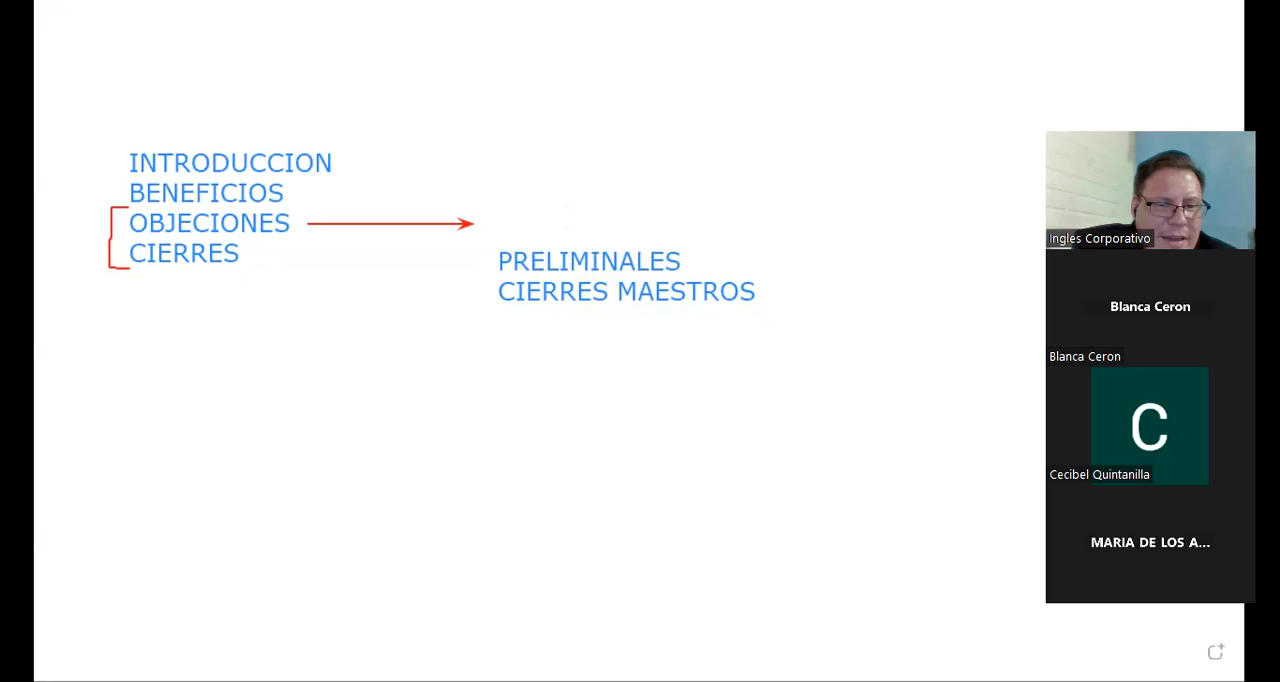 INTRODUCCION
BENEFICIOS
OBJECIONES
CIERRES
PRELIMINALES
CIERRES MAESTROS
Ingles Corporativo
Blanca Ceron
Blanca Ceron
C
Cecibel Quintanilla
MARIA DE LOS A...